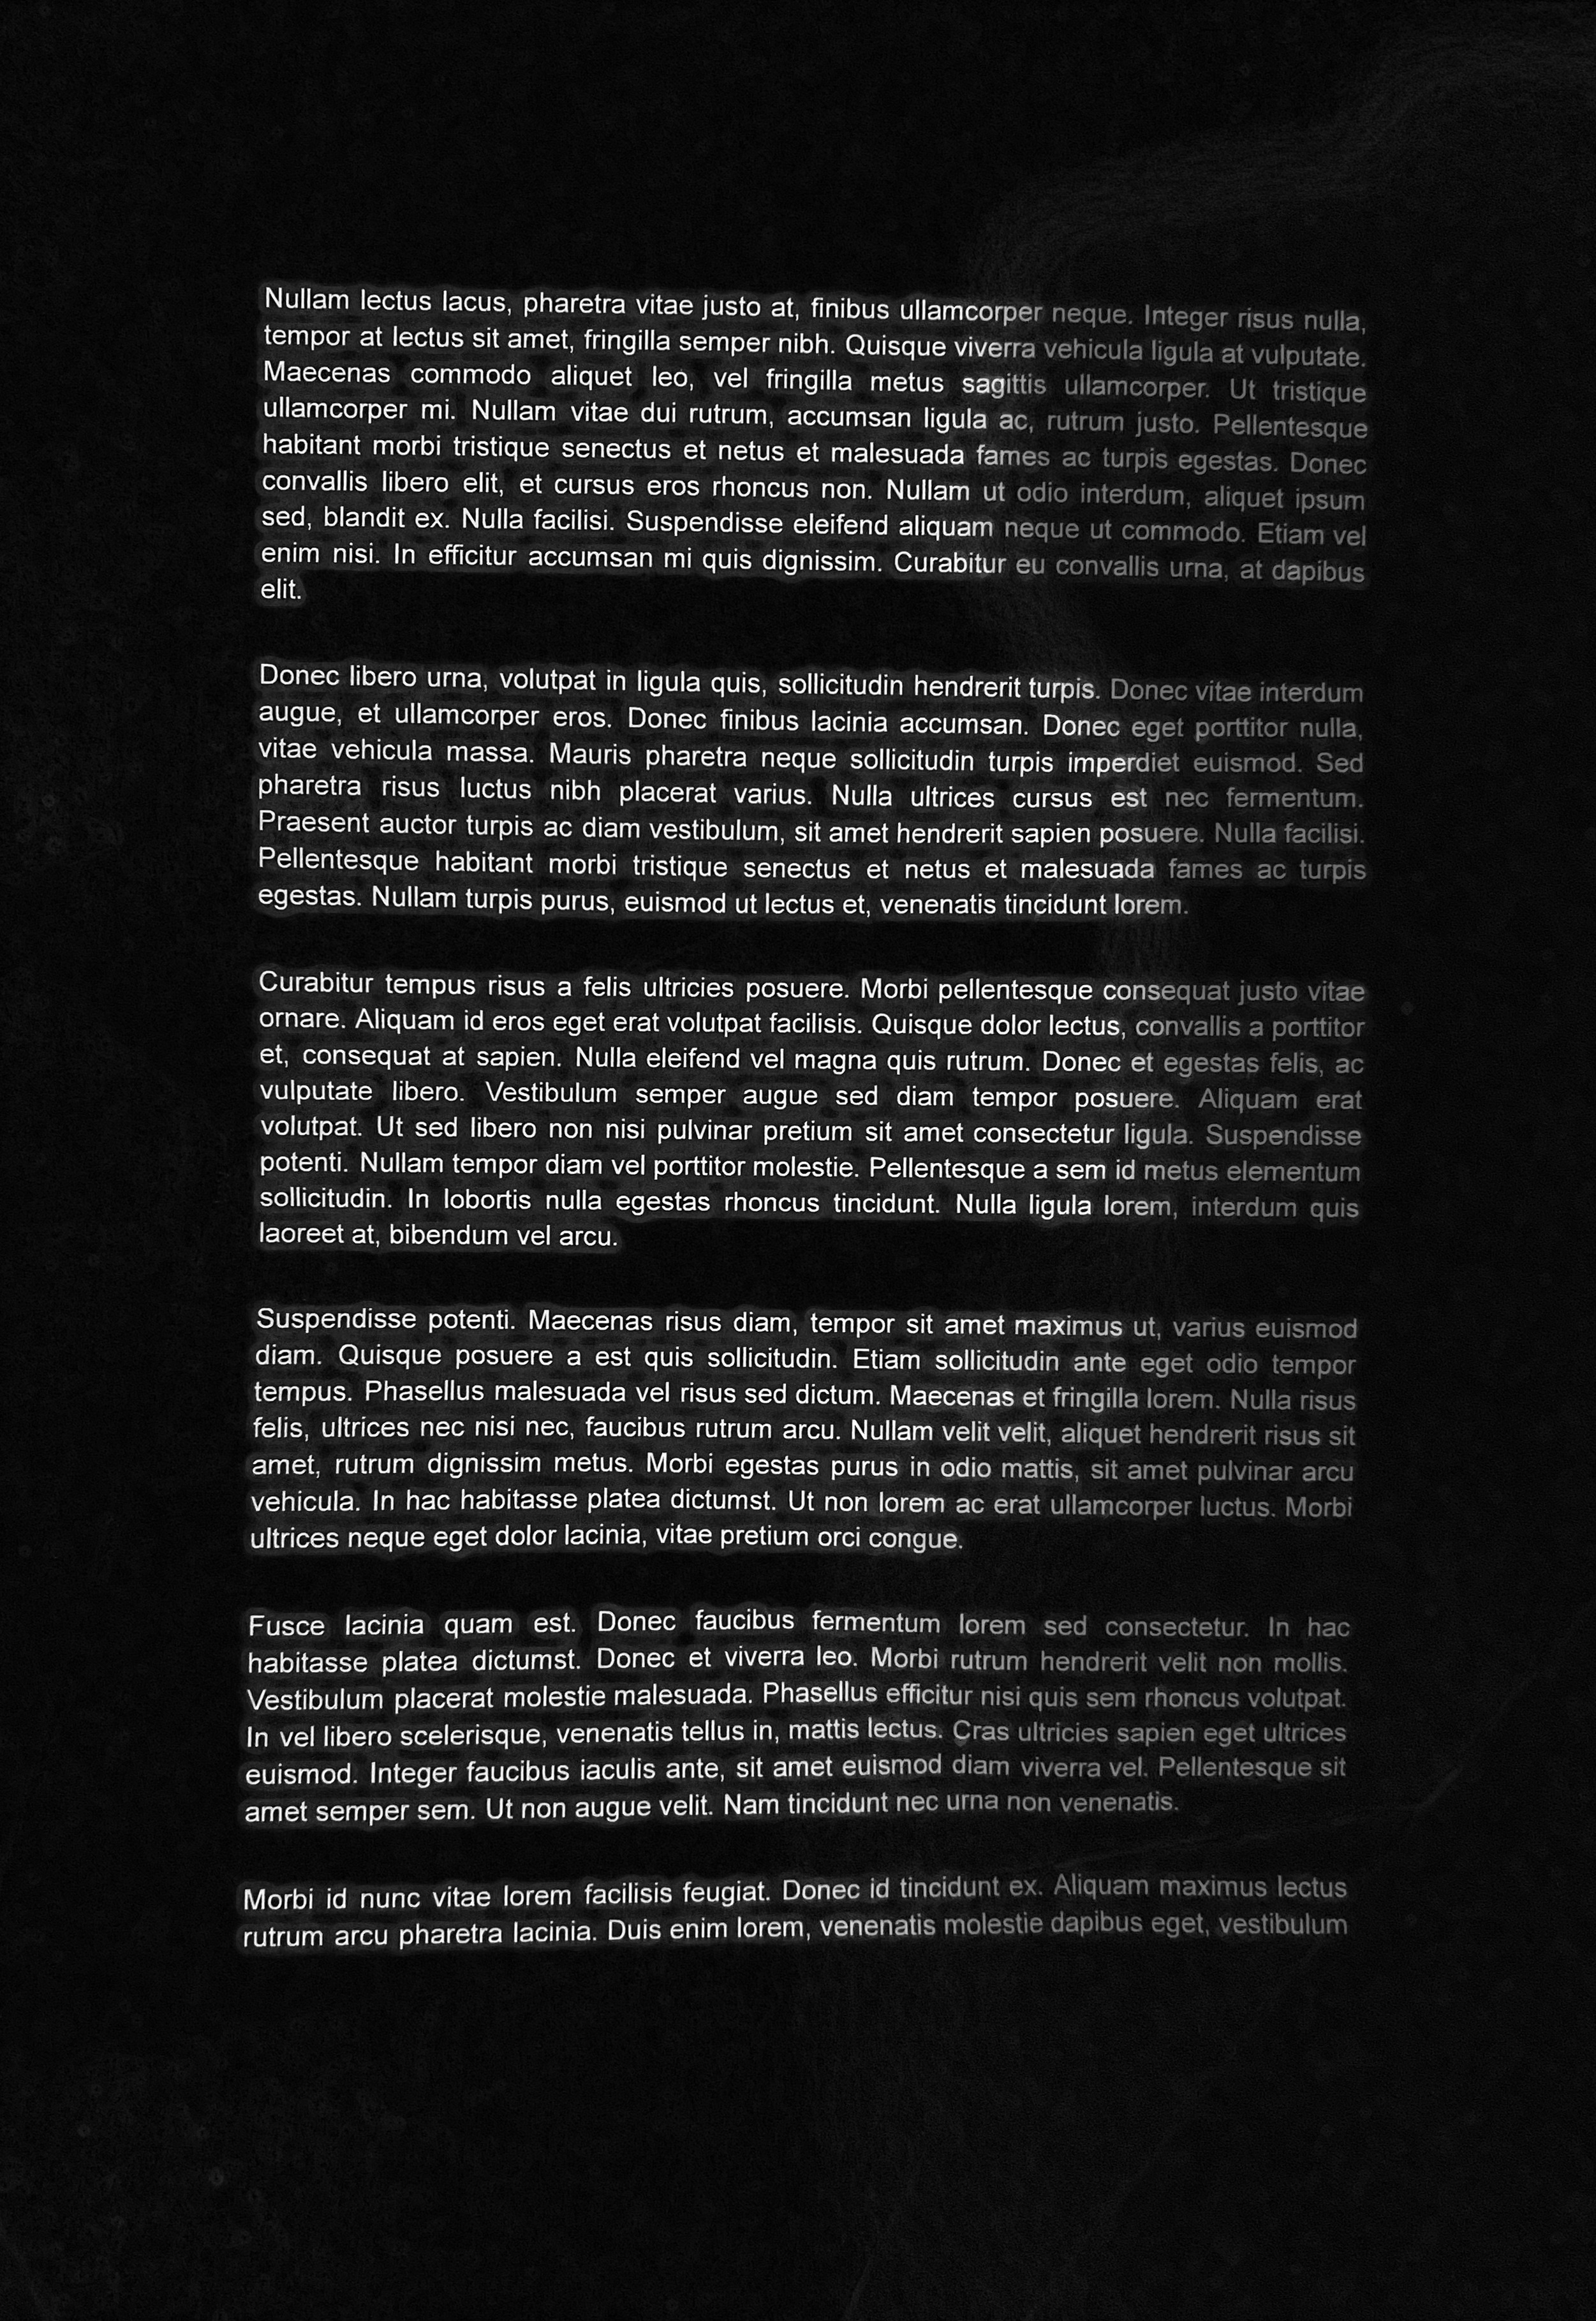 Nullam lectus lacus, pharetra vitae justo at, finibus ullamcorper neque. Integer risus nulla,
tempor at lectus sit amet, fringilla semper nibh. Quisque viverra vehicula ligula at vulputate.
Maecenas commodo aliquet leo, vel fringilla metus sagittis ullamcorper. Ut tristique
ullamcorper mi. Nullam vitae dui rutrum, accumsan ligula ac, rutrum justo. Pellentesque
habitant morbi tristique senectus et netus et malesuada fames ac turpis egestas. Donec
convallis libero elit, et cursus eros rhoncus non. Nullam ut odio interdum, aliquet ipsum
sed, blandit ex. Nulla facilisi. Suspendisse eleifend aliquam neque ut commodo. Etiam vel
enim nisi. In efficitur accumsan mi quis dignissim. Curabitur eu convallis urna, at dapibus
elit.
Donec libero urna, volutpat in ligula quis, sollicitudin hendrerit turpis. Donec vitae interdum
augue, et ullamcorper eros. Donec finibus lacinia accumsan. Donec eget porttitor nulla,
vitae vehicula massa. Mauris pharetra neque sollicitudin turpis imperdiet euismod. Sed
pharetra risus luctus nibh placerat varius. Nulla ultrices cursus est nec fermentum.
Praesent auctor turpis ac diam vestibulum, sit amet hendrerit sapien posuere. Nulla facilisi.
Pellentesque habitant morbi tristique senectus et netus et malesuada fames ac turpis
egestas. Nullam turpis purus, euismod ut lectus et, venenatis tincidunt lorem.
Curabitur tempus risus a felis ultricies posuere. Morbi pellentesque consequat justo vitae
ornare. Aliquam id eros eget erat volutpat facilisis. Quisque dolor lectus, convallis a porttitor
et, consequat at sapien. Nulla eleifend vel magna quis rutrum. Donec et egestas felis, ac
vulputate libero. Vestibulum semper augue sed diam tempor posuere. Aliquam erat
volutpat. Ut sed libero non nisi pulvinar pretium sit amet consectetur ligula. Suspendisse
potenti. Nullam tempor diam vel porttitor molestie. Pellentesque a sem id metus elementum
sollicitudin. In lobortis nulla egestas rhoncus tincidunt. Nulla ligula lorem, interdum quis
laoreet at, bibendum vel arcu.
Suspendisse potenti. Maecenas risus diam, tempor sit amet maximus ut, varius euismod
diam. Quisque posuere a est quis sollicitudin. Etiam sollicitudin ante eget odio tempor
tempus. Phasellus malesuada vel risus sed dictum. Maecenas et fringilla lorem. Nulla risus
felis, ultrices nec nisi nec, faucibus rutrum arcu. Nullam velit velit, aliquet hendrerit risus sit
amet, rutrum dignissim metus. Morbi egestas purus in odio mattis, sit amet pulvinar arcu
vehicula. In hac habitasse platea dictumst. Ut non lorem ac erat ullamcorper luctus. Morbi
ultrices neque eget dolor lacinia, vitae pretium orci congue.
Fusce lacinia quam est. Donec faucibus fermentum lorem sed consectetur. In hac
habitasse platea dictumst. Donec et viverra leo. Morbi rutrum hendrerit velit non mollis.
Vestibulum placerat molestie malesuada. Phasellus efficitur nisi quis sem rhoncus volutpat.
In vel libero scelerisque, venenatis tellus in, mattis lectus. Cras ultricies sapien eget ultrices
euismod. Integer faucibus iaculis ante, sit amet euismod diam viverra vel. Pellentesque sit
amet semper sem. Ut non augue velit. Nam tincidunt nec urna non venenatis.
Morbi id nunc vitae lorem facilisis feugiat. Donec id tincidunt ex. Aliquam maximus lectus
rutrum arcu pharetra lacinia. Duis enim lorem, venenatis molestie dapibus eget, vestibulum